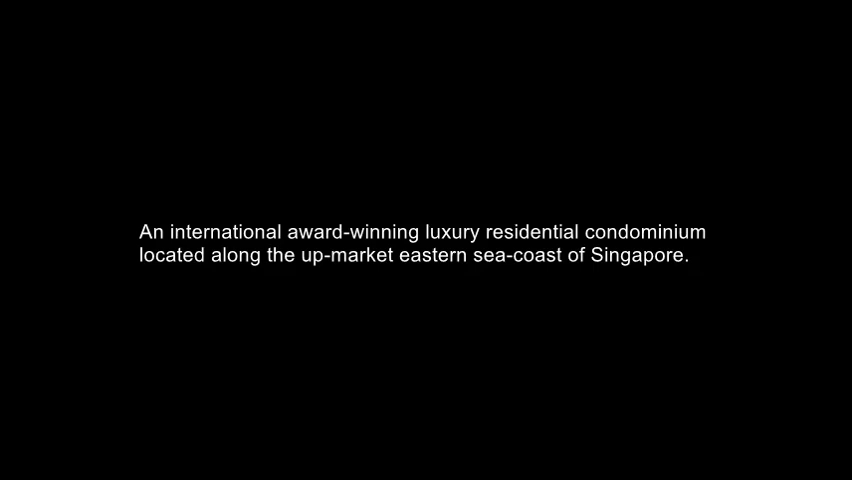 An international award-winning luxury residential condominium
located along the up-market eastern sea-coast of Singapore.